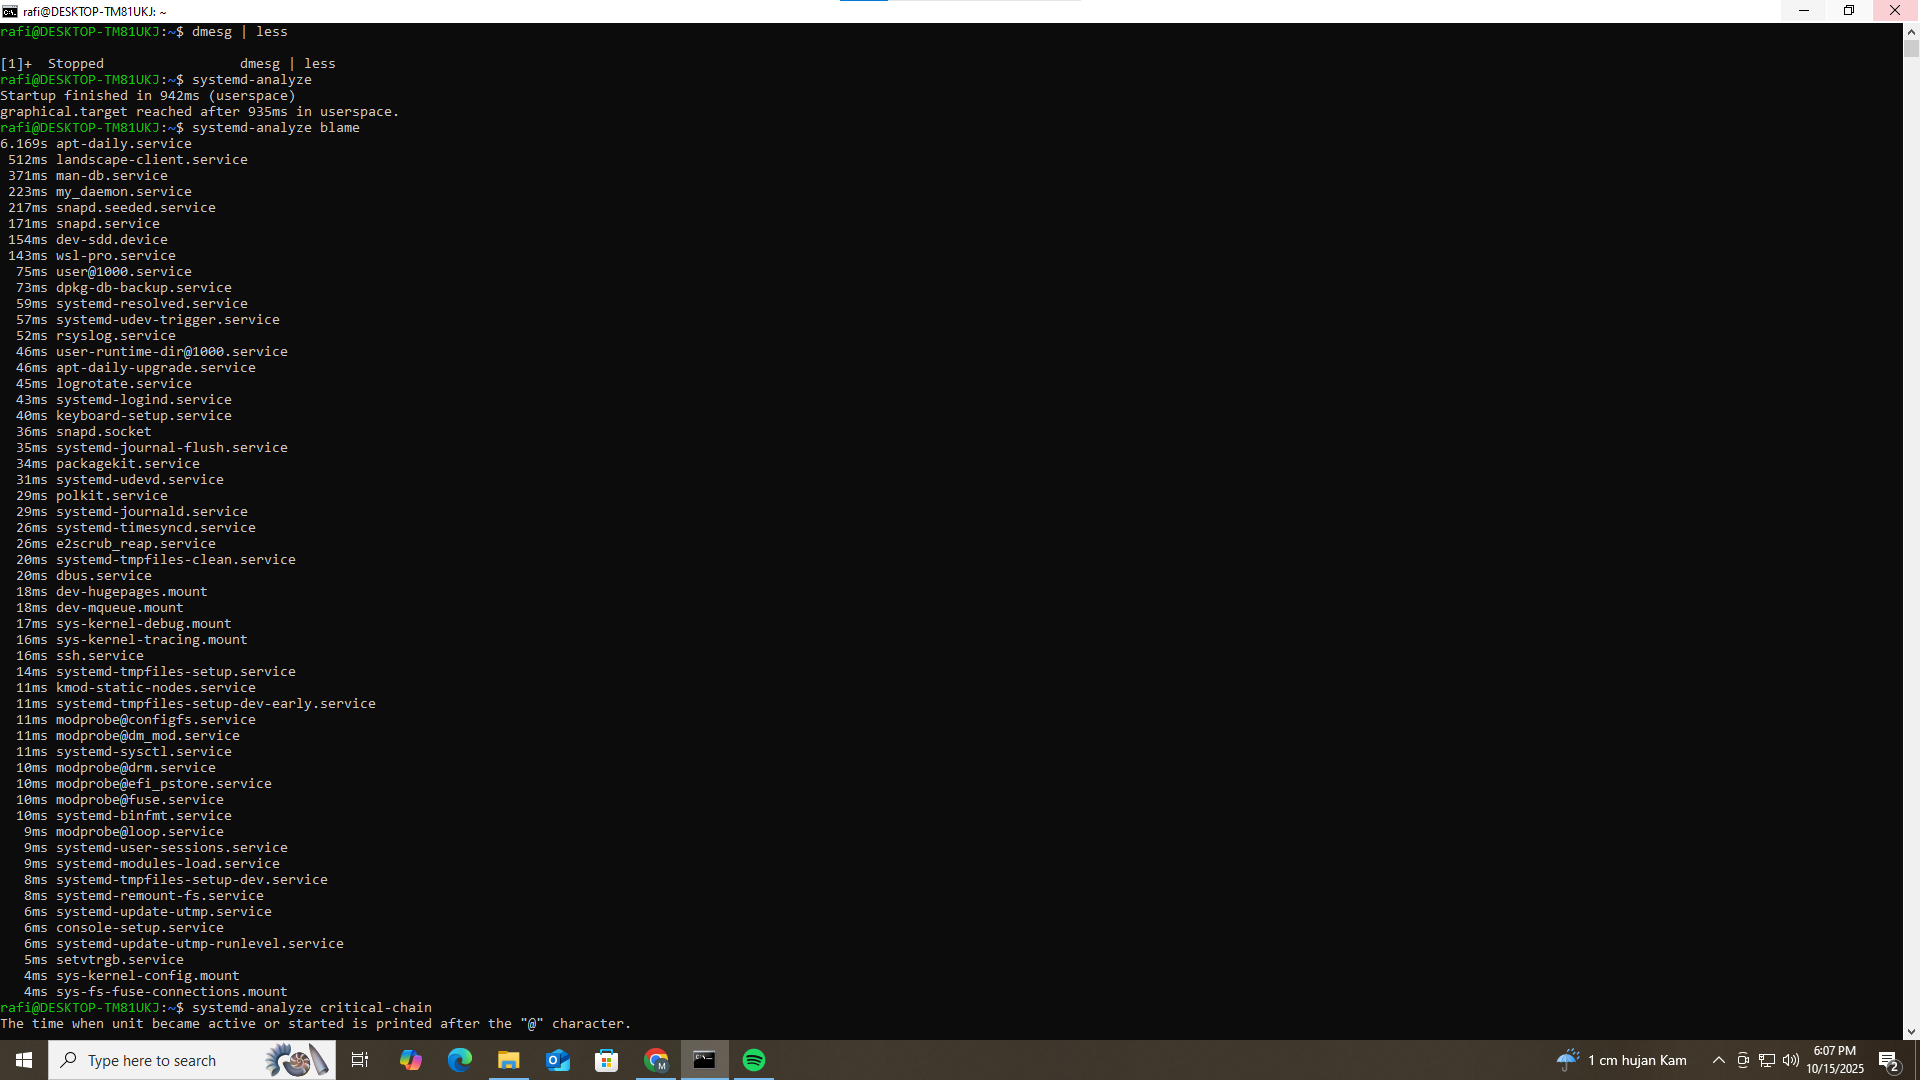 rafi@DESKTOP-TM81UKJ: ~
rafi@DESKTOP-TM81UKJ:~$ dmesg | less
[1]+  Stopped                 dmesg | less
rafi@DESKTOP-TM81UKJ:~$ systemd-analyze
Startup finished in 942ms (userspace)
graphical.target reached after 935ms in userspace.
rafi@DESKTOP-TM81UKJ:~$ systemd-analyze blame
6.169s apt-daily.service
 512ms landscape-client.service
 371ms man-db.service
 223ms my_daemon.service
 217ms snapd.seeded.service
 171ms snapd.service
 154ms dev-sdd.device
 143ms wsl-pro.service
  75ms user@1000.service
  73ms dpkg-db-backup.service
  59ms systemd-resolved.service
  57ms systemd-udev-trigger.service
  52ms rsyslog.service
  46ms user-runtime-dir@1000.service
  46ms apt-daily-upgrade.service
  45ms logrotate.service
  43ms systemd-logind.service
  40ms keyboard-setup.service
  36ms snapd.socket
  35ms systemd-journal-flush.service
  34ms packagekit.service
  31ms systemd-udevd.service
  29ms polkit.service
  29ms systemd-journald.service
  26ms systemd-timesyncd.service
  26ms e2scrub_reap.service
  20ms systemd-tmpfiles-clean.service
  20ms dbus.service
  18ms dev-hugepages.mount
  18ms dev-mqueue.mount
  17ms sys-kernel-debug.mount
  16ms sys-kernel-tracing.mount
  16ms ssh.service
  14ms systemd-tmpfiles-setup.service
  11ms kmod-static-nodes.service
  11ms systemd-tmpfiles-setup-dev-early.service
  11ms modprobe@configfs.service
  11ms modprobe@dm_mod.service
  11ms systemd-sysctl.service
  10ms modprobe@drm.service
  10ms modprobe@efi_pstore.service
  10ms modprobe@fuse.service
  10ms systemd-binfmt.service
   9ms modprobe@loop.service
   9ms systemd-user-sessions.service
   9ms systemd-modules-load.service
   8ms systemd-tmpfiles-setup-dev.service
   8ms systemd-remount-fs.service
   6ms systemd-update-utmp.service
   6ms console-setup.service
   6ms systemd-update-utmp-runlevel.service
   5ms setvtrgb.service
   4ms sys-kernel-config.mount
   4ms sys-fs-fuse-connections.mount
rafi@DESKTOP-TM81UKJ:~$ systemd-analyze critical-chain
The time when unit became active or started is printed after the "@" character.
Type here to search
M
1 cm hujan Kam
6:07 PM
10/15/2025
2